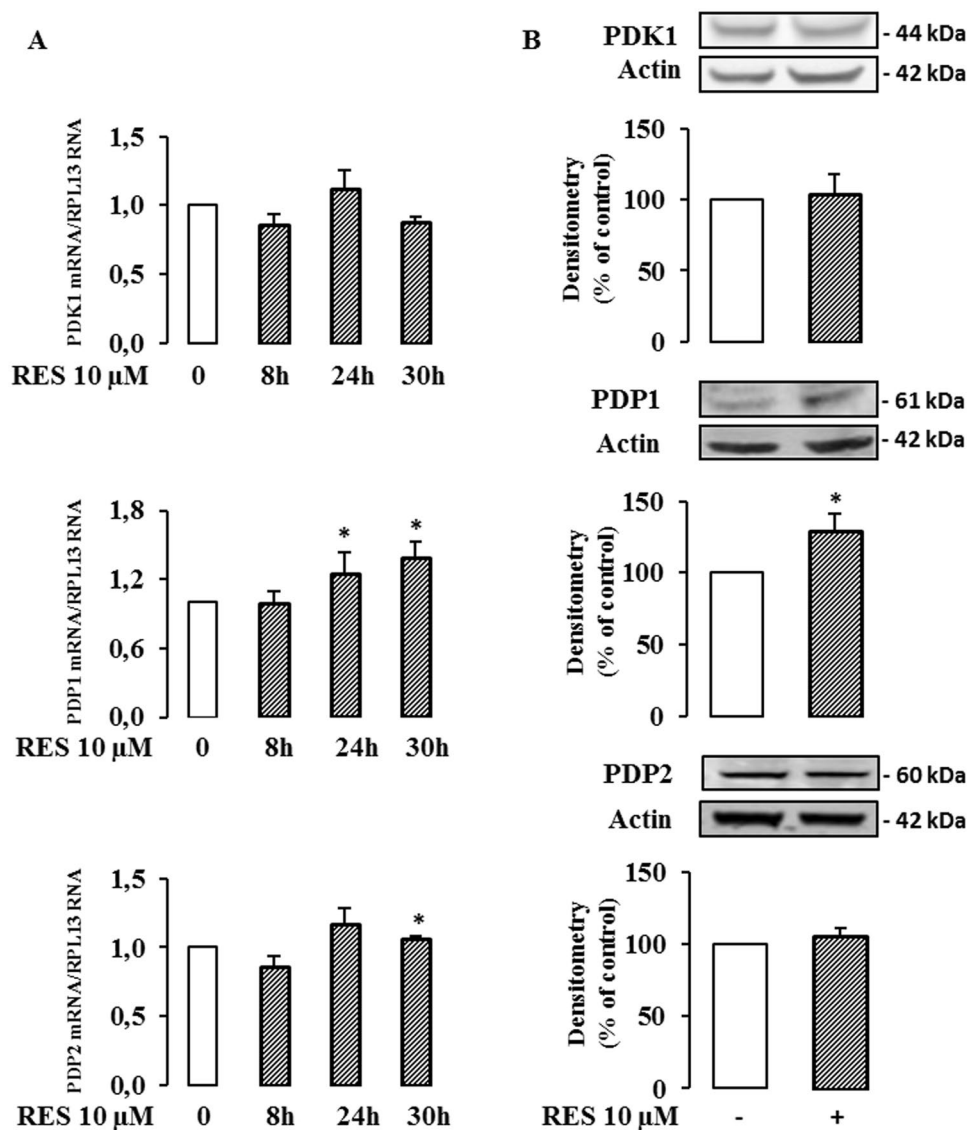 A
PDK1 mRNA/RPL13 RNA
1,5
1,0
0,5
0,0
RES 10 µM 0 8h 24h 30h
PDP1 mRNA/RPL13 RNA
1,8
1,2
0,6
0,0
* *
RES 10 µM 0 8h 24h 30h
PDP2 mRNA/RPL13 RNA
1,5
1,0
0,5
0,0
*
RES 10 µM 0 8h 24h 30h
B
PDK1 - 44 kDa
Actin - 42 kDa
Densitometry
(% of control)
150
100
50
0
PDP1 - 61 kDa
Actin - 42 kDa
Densitometry
(% of control)
150
100
50
0
*
PDP2 - 60 kDa
Actin - 42 kDa
Densitometry
(% of control)
150
100
50
0
RES 10 µM - +